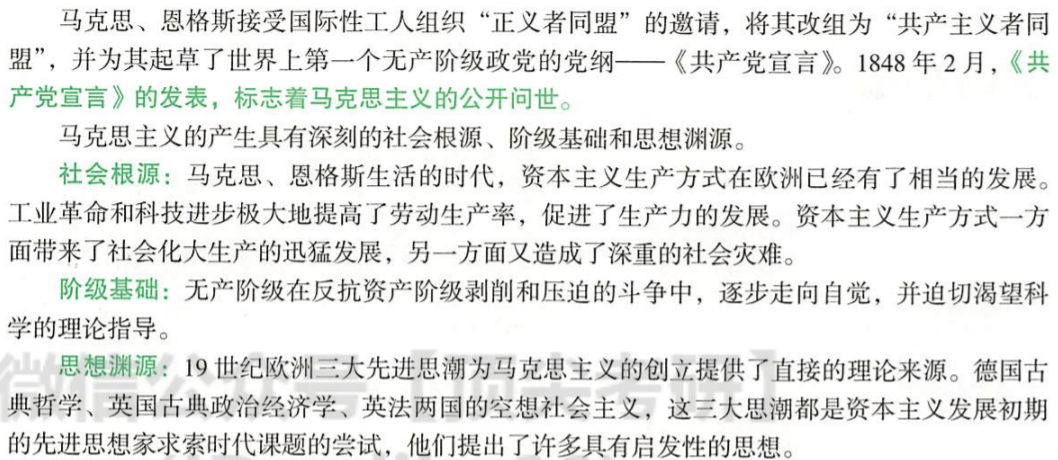 马克思、恩格斯接受国际性工人组织“正义者同盟”的邀请，将其改组为“共产主义者同
盟”，并为其起草了世界上第一个无产阶级政党的党纲——《共产党宣言》。1848 年 2 月，《共
产党宣言》的发表，标志着马克思主义的公开问世。
马克思主义的产生具有深刻的社会根源、阶级基础和思想渊源。
社会根源：马克思、恩格斯生活的时代，资本主义生产方式在欧洲已经有了相当的发展。
工业革命和科技进步极大地提高了劳动生产率，促进了生产力的发展。资本主义生产方式一方
面带来了社会化大生产的迅猛发展，另一方面又造成了深重的社会灾难。
阶级基础：无产阶级在反抗资产阶级剥削和压迫的斗争中，逐步走向自觉，并迫切渴望科
学的理论指导。
思想渊源：19 世纪欧洲三大先进思潮为马克思主义的创立提供了直接的理论来源。德国古
典哲学、英国古典政治经济学、英法两国的空想社会主义，这三大思潮都是资本主义发展初期
的先进思想家求索时代课题的尝试，他们提出了许多具有启发性的思想。